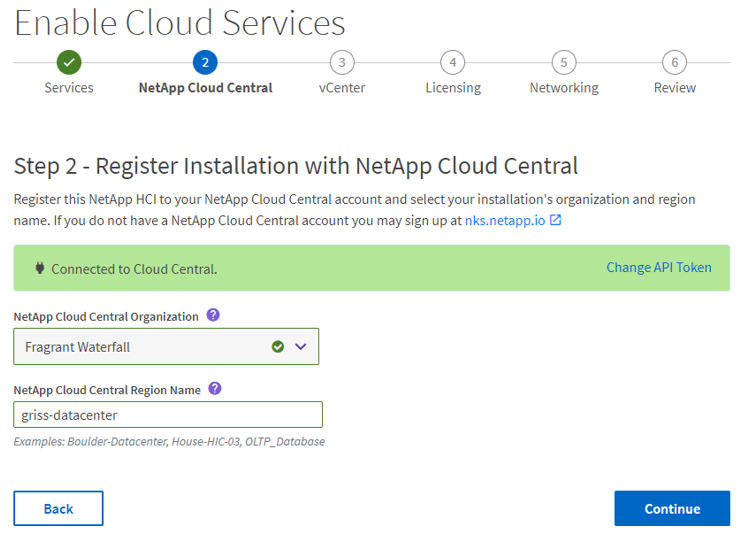 Enable Cloud Services
2 3 4 5 6
Services NetApp Cloud Central vCenter Licensing Networking Review
Step 2 - Register Installation with NetApp Cloud Central
Register this NetApp HCI to your NetApp Cloud Central account and select your installation's organization and region
name. If you do not have a NetApp Cloud Central account you may sign up at nks.netapp.io
Connected to Cloud Central. Change API Token
NetApp Cloud Central Organization ?
Fragrant Waterfall
NetApp Cloud Central Region Name ?
griss-datacenter
Examples: Boulder-Datacenter, House-HIC-03, OLTP_Database
Back Continue